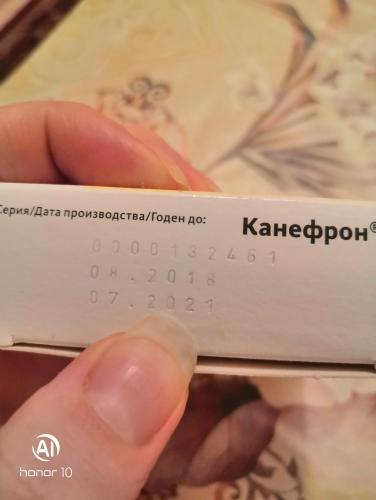 Серия/Дата производства/Годен до:
Канефрон®
0000132461
08.2018
07.2021
AI
honor 10